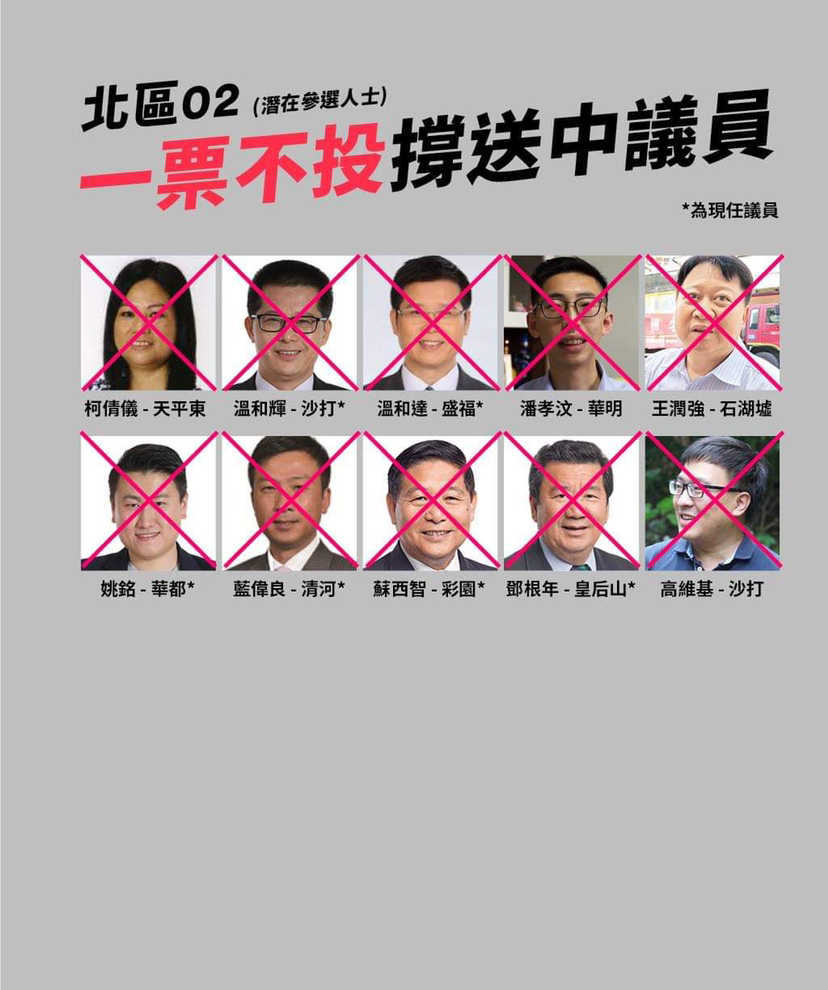 北區02 (潛在參選人士)
一票不投撐送中議員
*為現任議員
柯倩儀 - 天平東
溫和輝 - 沙打*
溫和達 - 盛福*
潘孝汶 - 華明
王潤強 - 石湖墟
姚銘 - 華都*
藍偉良 - 清河*
蘇西智 - 彩園*
鄧根年 - 皇后山*
高維基 - 沙打